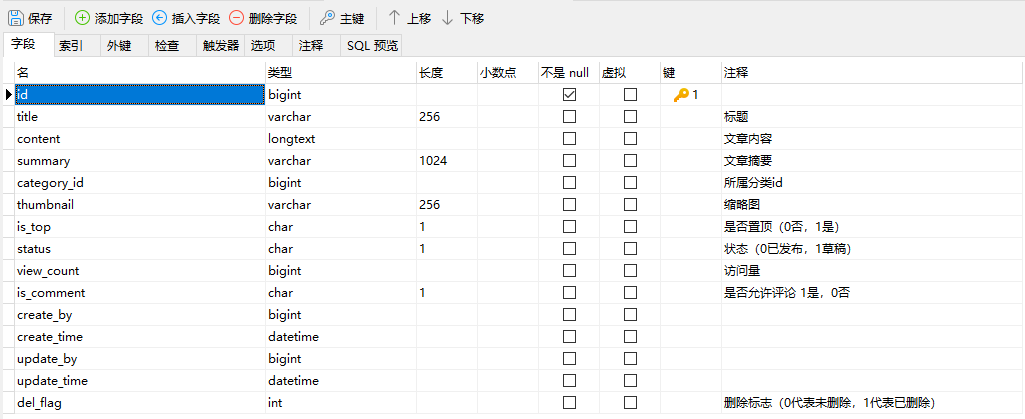 保存 添加字段 插入字段 删除字段 主键 上移 下移
字段 索引 外键 检查 触发器 选项 注释 SQL 预览
名 类型 长度 小数点 不是 null 虚拟 键 注释
id bigint 1
title varchar 256 标题
content longtext 文章内容
summary varchar 1024 文章摘要
category_id bigint 所属分类id
thumbnail varchar 256 缩略图
is_top char 1 是否置顶（0否，1是）
status char 1 状态（0已发布，1草稿）
view_count bigint 访问量
is_comment char 1 是否允许评论 1是，0否
create_by bigint
create_time datetime
update_by bigint
update_time datetime
del_flag int 删除标志（0代表未删除，1代表已删除）